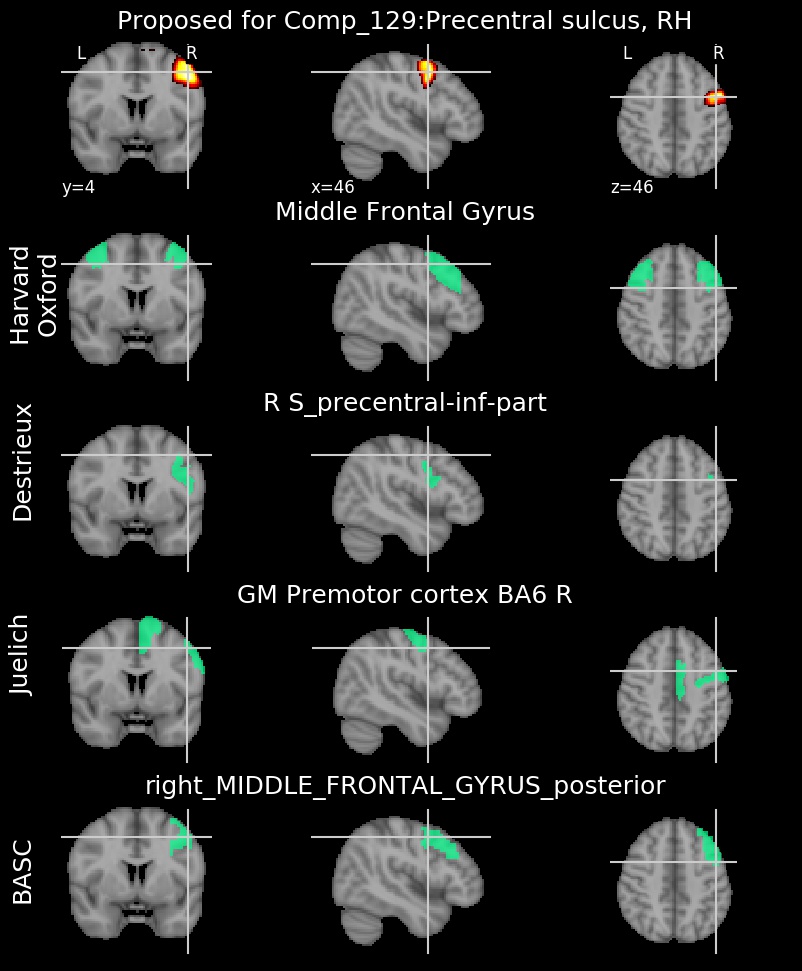 Proposed for Comp_129:Precentral sulcus, RH
L R L R
y=4 x=46 z=46
Middle Frontal Gyrus
Harvard
Oxford
R S_precentral-inf-part
Destrieux
GM Premotor cortex BA6 R
Juelich
right_MIDDLE_FRONTAL_GYRUS_posterior
BASC